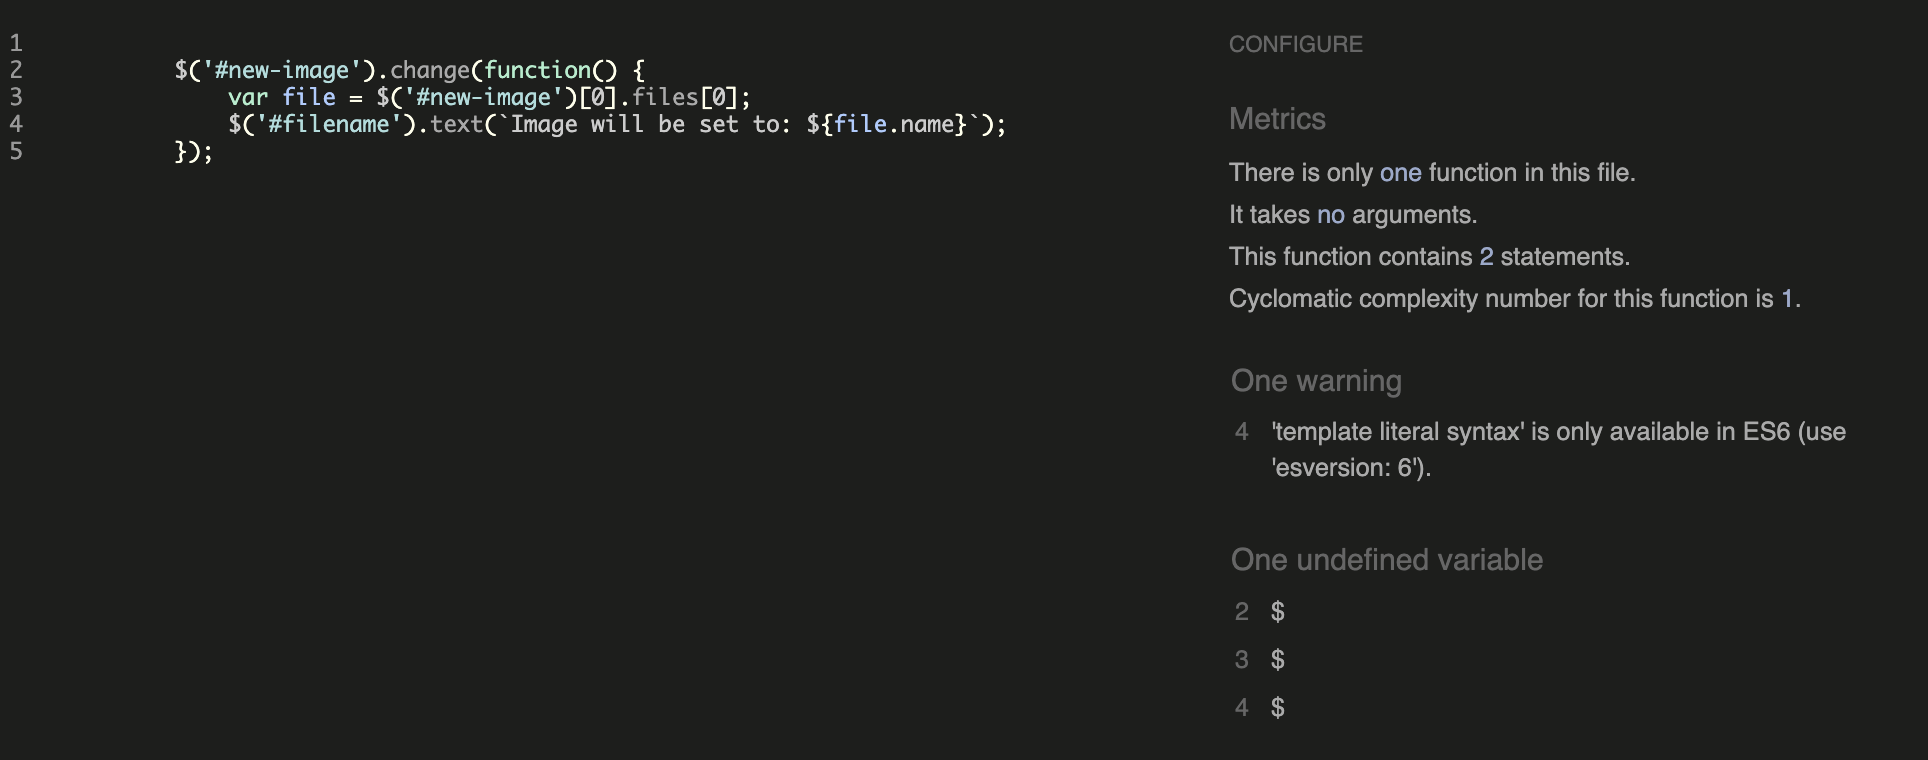 1
2 $('#new-image').change(function() {
3 var file = $('#new-image')[0].files[0];
4 $('#filename').text(`Image will be set to: ${file.name}`);
5 });
CONFIGURE
Metrics
There is only one function in this file.
It takes no arguments.
This function contains 2 statements.
Cyclomatic complexity number for this function is 1.
One warning
4 'template literal syntax' is only available in ES6 (use
'esversion: 6').
One undefined variable
2 $
3 $
4 $